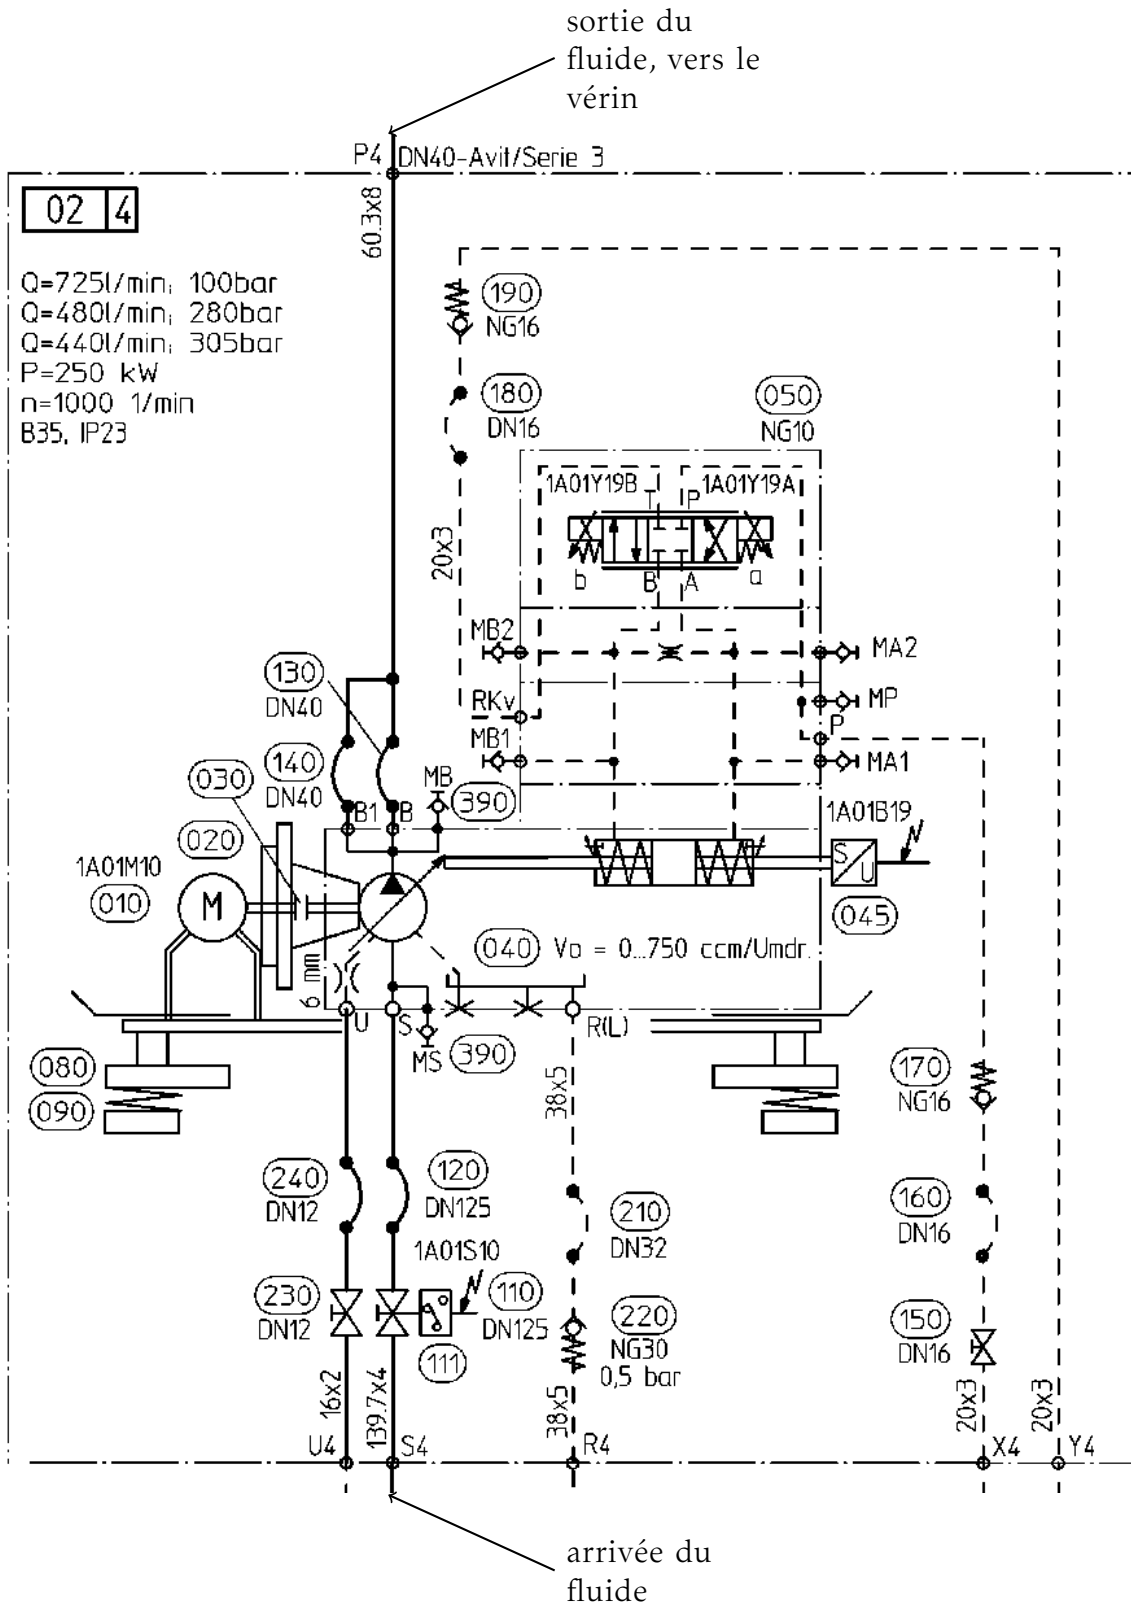 sortie du
fluide, vers le
vérin
P4 DN40-Avit/Serie 3
02 4
60.3x8
Q=725l/min; 100bar
Q=480l/min; 280bar
Q=440l/min; 305bar
P=250 kW
n=1000 1/min
B35, IP23
190
NG16
180
DN16
050
NG10
20x3
1A01Y19B T P 1A01Y19A
b B A a
MB2
MA2
130
DN40
RKv
MP
P
MB1
MA1
140
DN40
030
MB
390
B1 B
1A01B19
020
1A01M10
010
M
S
U
045
040 Vo = 0...750 ccm/Umdr.
6 mm
U S
R(L)
MS 390
080
090
38x5
170
NG16
240
DN12
120
DN125
210
DN32
160
DN16
1A01S10
230
DN12
110
DN125
111
220
NG30
0,5 bar
150
DN16
16x2
139.7x4
38x5
20x3
20x3
U4 S4 R4 X4 Y4
arrivée du
fluide